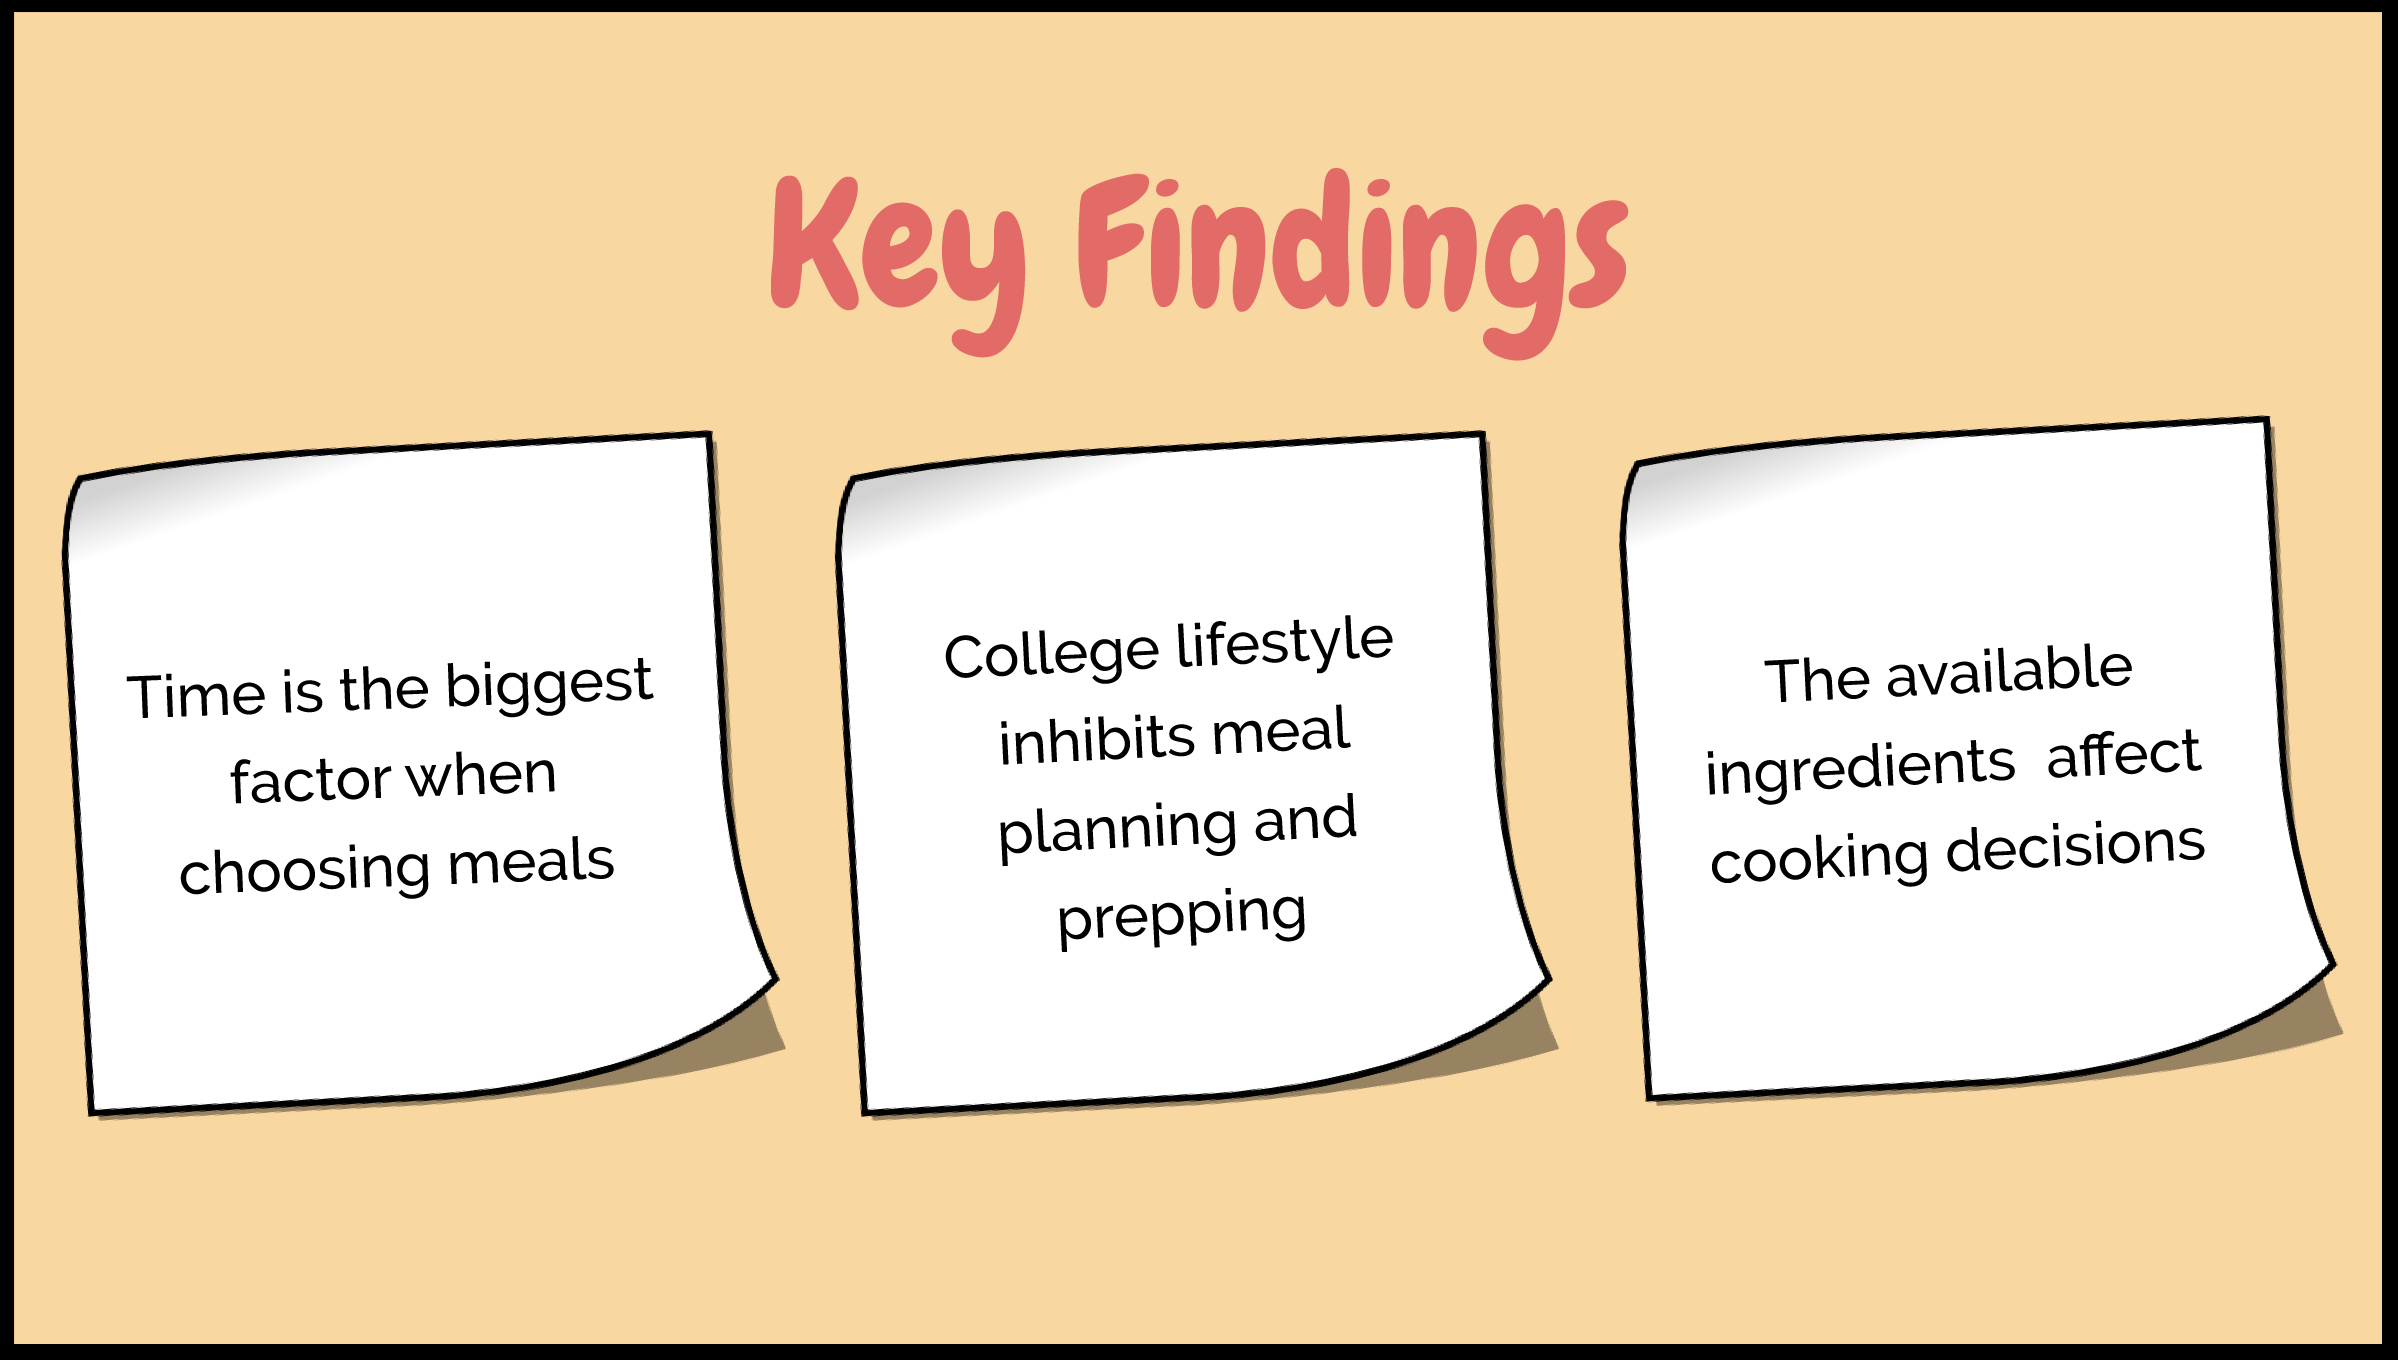 Key Findings
Time is the biggest
factor when
choosing meals
College lifestyle
inhibits meal
planning and
prepping
The available
ingredients  affect
cooking decisions